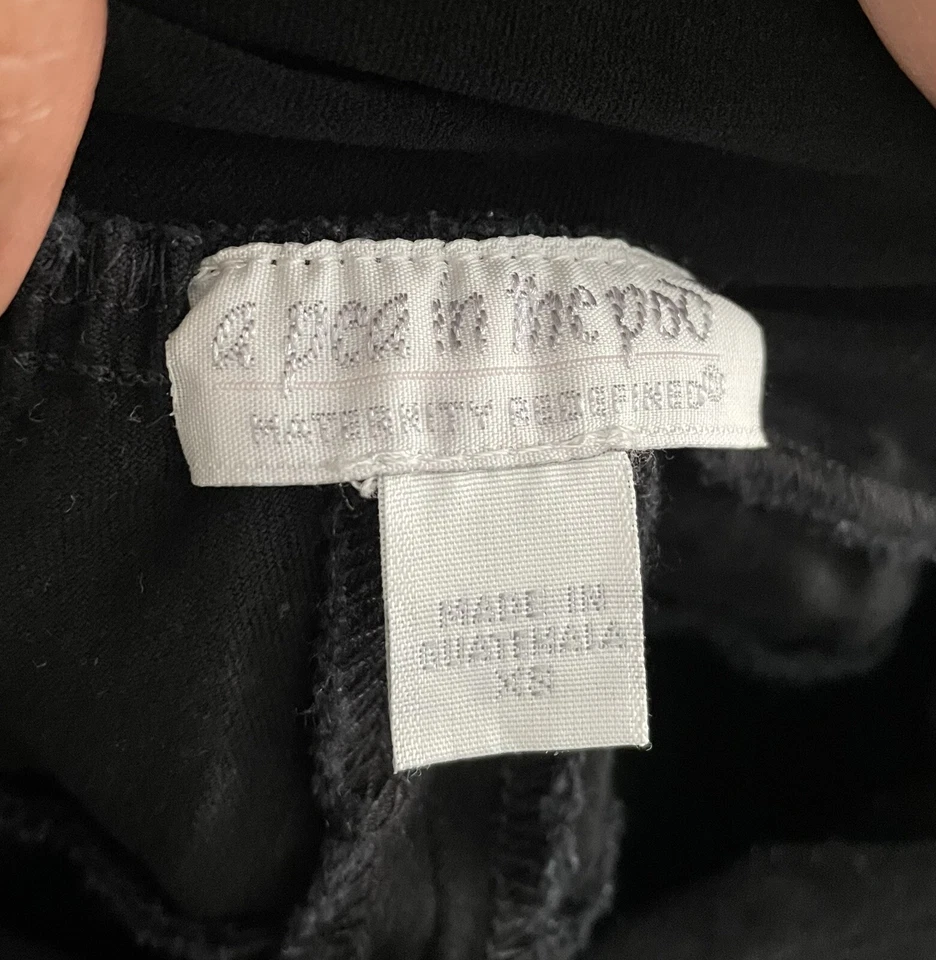 a pea in the pod
MATERNITY REDEFINED®
MADE IN
GUATEMALA
XS